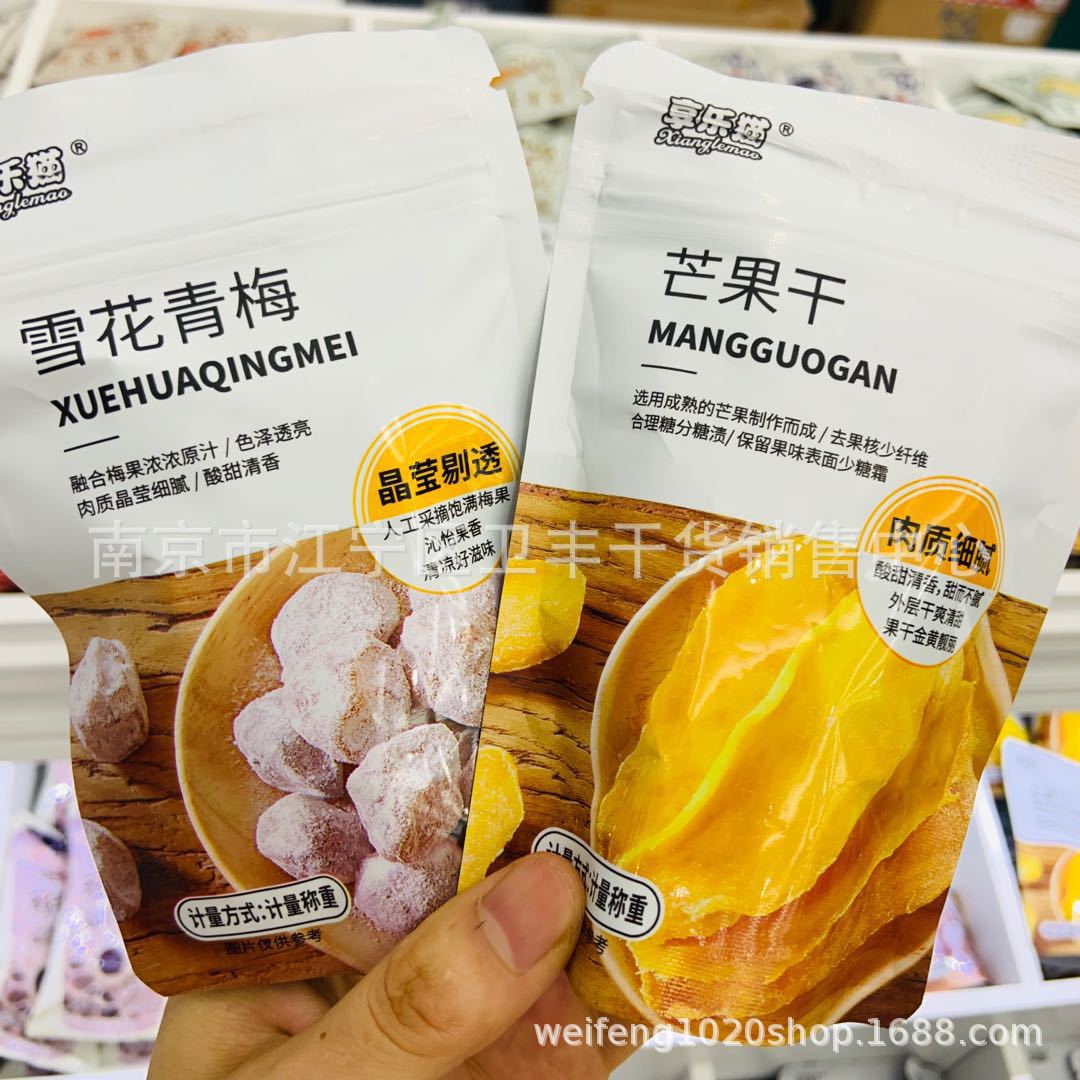 乐猫®
nglemao
雪花青梅
XUEHUAQINGMEI
融合梅果浓浓原汁/色泽透亮
肉质晶莹细腻/酸甜清香
晶莹剔透
人工采摘饱满梅果
沁怡果香
清凉好滋味
计量方式:计量称重
图片仅供参考
享乐猫®
Xianglemao
芒果干
MANGGUOGAN
选用成熟的芒果制作而成/去果核少纤维
合理糖分糖渍/保留果味表面少糖霜
肉质细腻
酸甜清香,甜而不腻
外层干爽清甜
果干金黄靓丽
计量方式:计量称重
参考
南京市江宁区卫丰干货销售中心
weifeng1020shop.1688.com